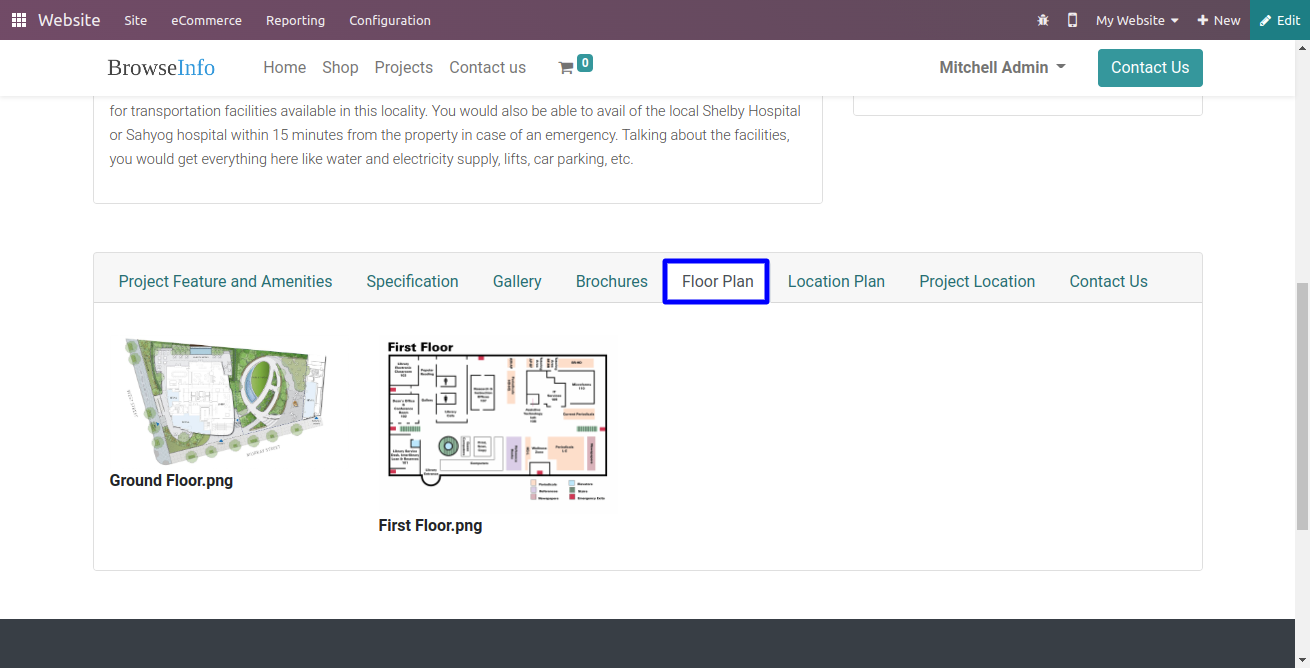 Website Site eCommerce Reporting Configuration My Website New Edit
BrowseInfo Home Shop Projects Contact us 0 Mitchell Admin Contact Us
for transportation facilities available in this locality. You would also be able to avail of the local Shelby Hospital
or Sahyog hospital within 15 minutes from the property in case of an emergency. Talking about the facilities,
you would get everything here like water and electricity supply, lifts, car parking, etc.
Project Feature and Amenities Specification Gallery Brochures Floor Plan Location Plan Project Location Contact Us
First Floor
Ground Floor.png
First Floor.png